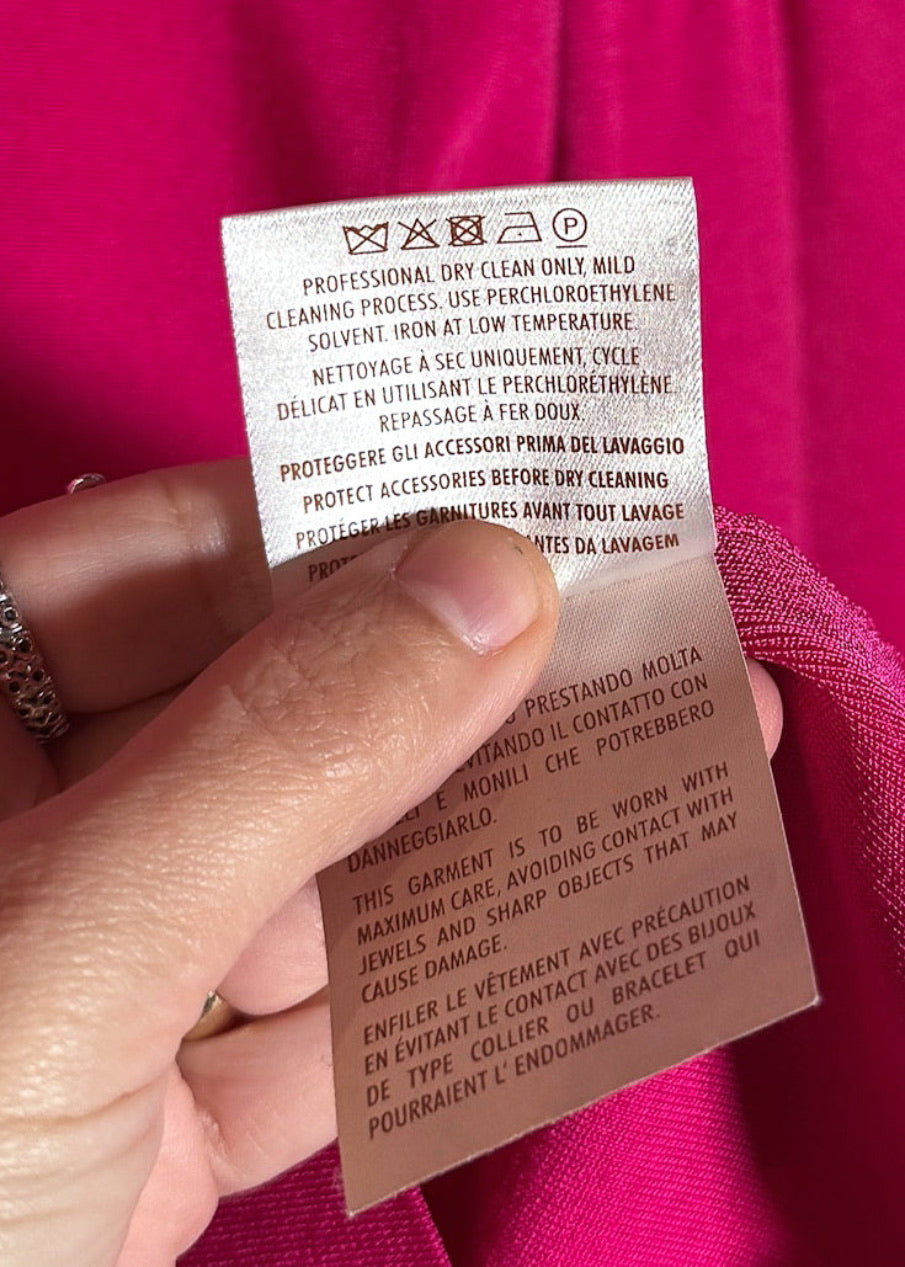 P
PROFESSIONAL DRY CLEAN ONLY, MILD
CLEANING PROCESS. USE PERCHLOROETHYLENE
SOLVENT. IRON AT LOW TEMPERATURE.
NETTOYAGE À SEC UNIQUEMENT, CYCLE
DÉLICAT EN UTILISANT LE PERCHLORÉTHYLÈNE.
REPASSAGE À FER DOUX
PROTEGGERE GLI ACCESSORI PRIMA DEL LAVAGGIO
PROTECT ACCESSORIES BEFORE DRY CLEANING
PROTÉGER LES GARNITURES AVANT TOUT LAVAGE
DA LAVAGEM
PRESTANDO MOLTA
EVITANDO IL CONTATTO CON
E MONILI CHE POTREBBERO
DANNEGGIARLO.
THIS GARMENT IS TO BE WORN WITH
MAXIMUM CARE, AVOIDING CONTACT WITH
JEWELS AND SHARP OBJECTS THAT MAY
CAUSE DAMAGE.
ENFILER LE VÊTEMENT AVEC PRÉCAUTION
EN ÉVITANT LE CONTACT AVEC DES BIJOUX
DE TYPE COLLIER OU BRACELET QUI
POURRAIENT L'ENDOMMAGER.